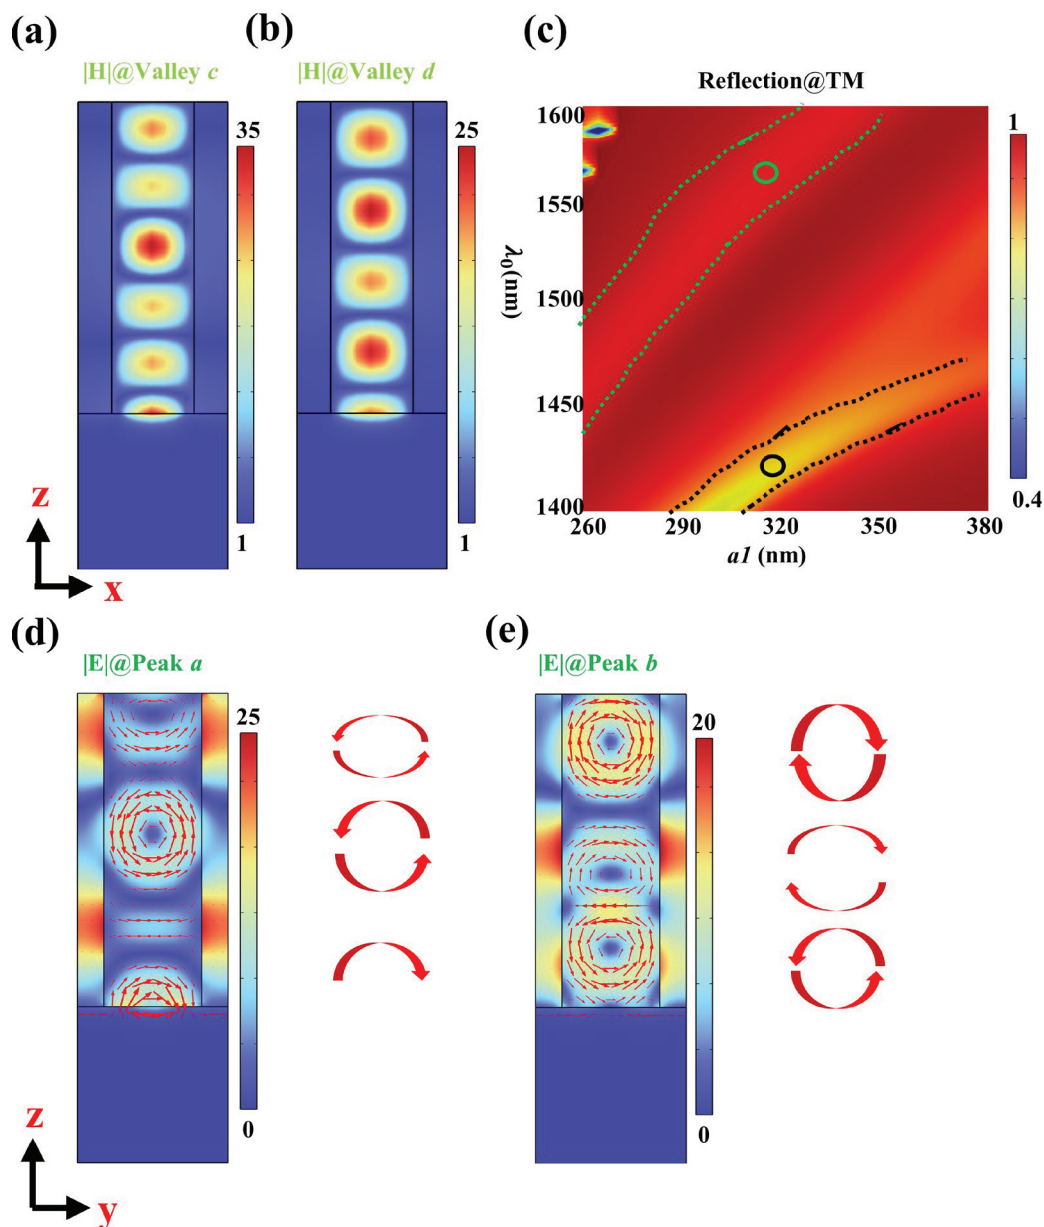 (a)
(b)
(c)
|H|@Valley c
|H|@Valley d
Reflection@TM
35
25
1
1
1600
1550
1500
1450
1400
λ0(nm)
1
0.4
260
290
320
350
380
a1 (nm)
z
x
(d)
(e)
|E|@Peak a
|E|@Peak b
25
20
0
0
z
y